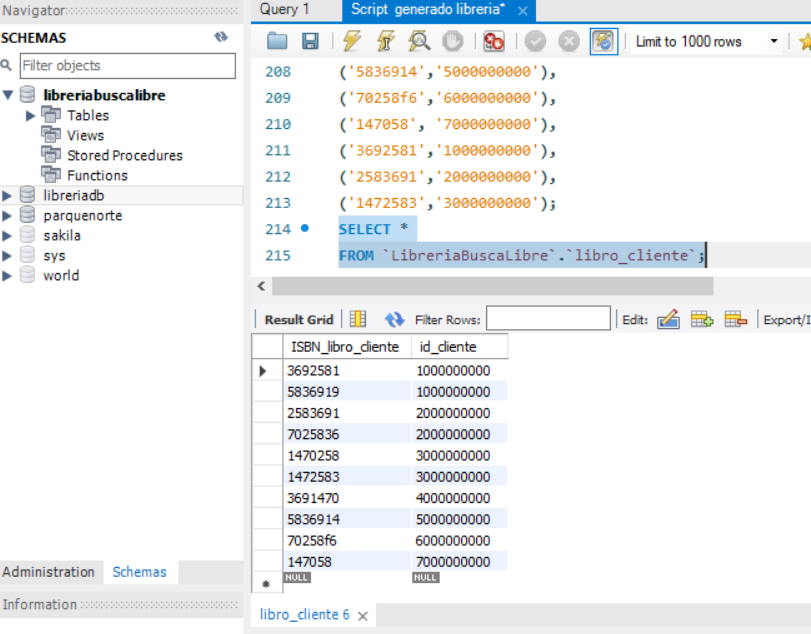 Navigator
SCHEMAS
Filter objects
libreriabuscalibre
Tables
Views
Stored Procedures
Functions
libreriadb
parquenorte
sakila
sys
world
Administration Schemas
Information
Query 1 Script generado libreria* ×
Limit to 1000 rows
208 ('5836914','5000000000'),
209 ('70258f6','6000000000'),
210 ('147058', '7000000000'),
211 ('3692581','1000000000'),
212 ('2583691','2000000000'),
213 ('1472583','3000000000');
214 SELECT *
215 FROM `LibreriaBuscaLibre`.`libro_cliente`;
Result Grid Filter Rows: Edit: Export/I
ISBN_libro_cliente id_cliente
3692581 1000000000
5836919 1000000000
2583691 2000000000
7025836 2000000000
1470258 3000000000
1472583 3000000000
3691470 4000000000
5836914 5000000000
70258f6 6000000000
147058 7000000000
NULL NULL
libro_cliente 6 ×